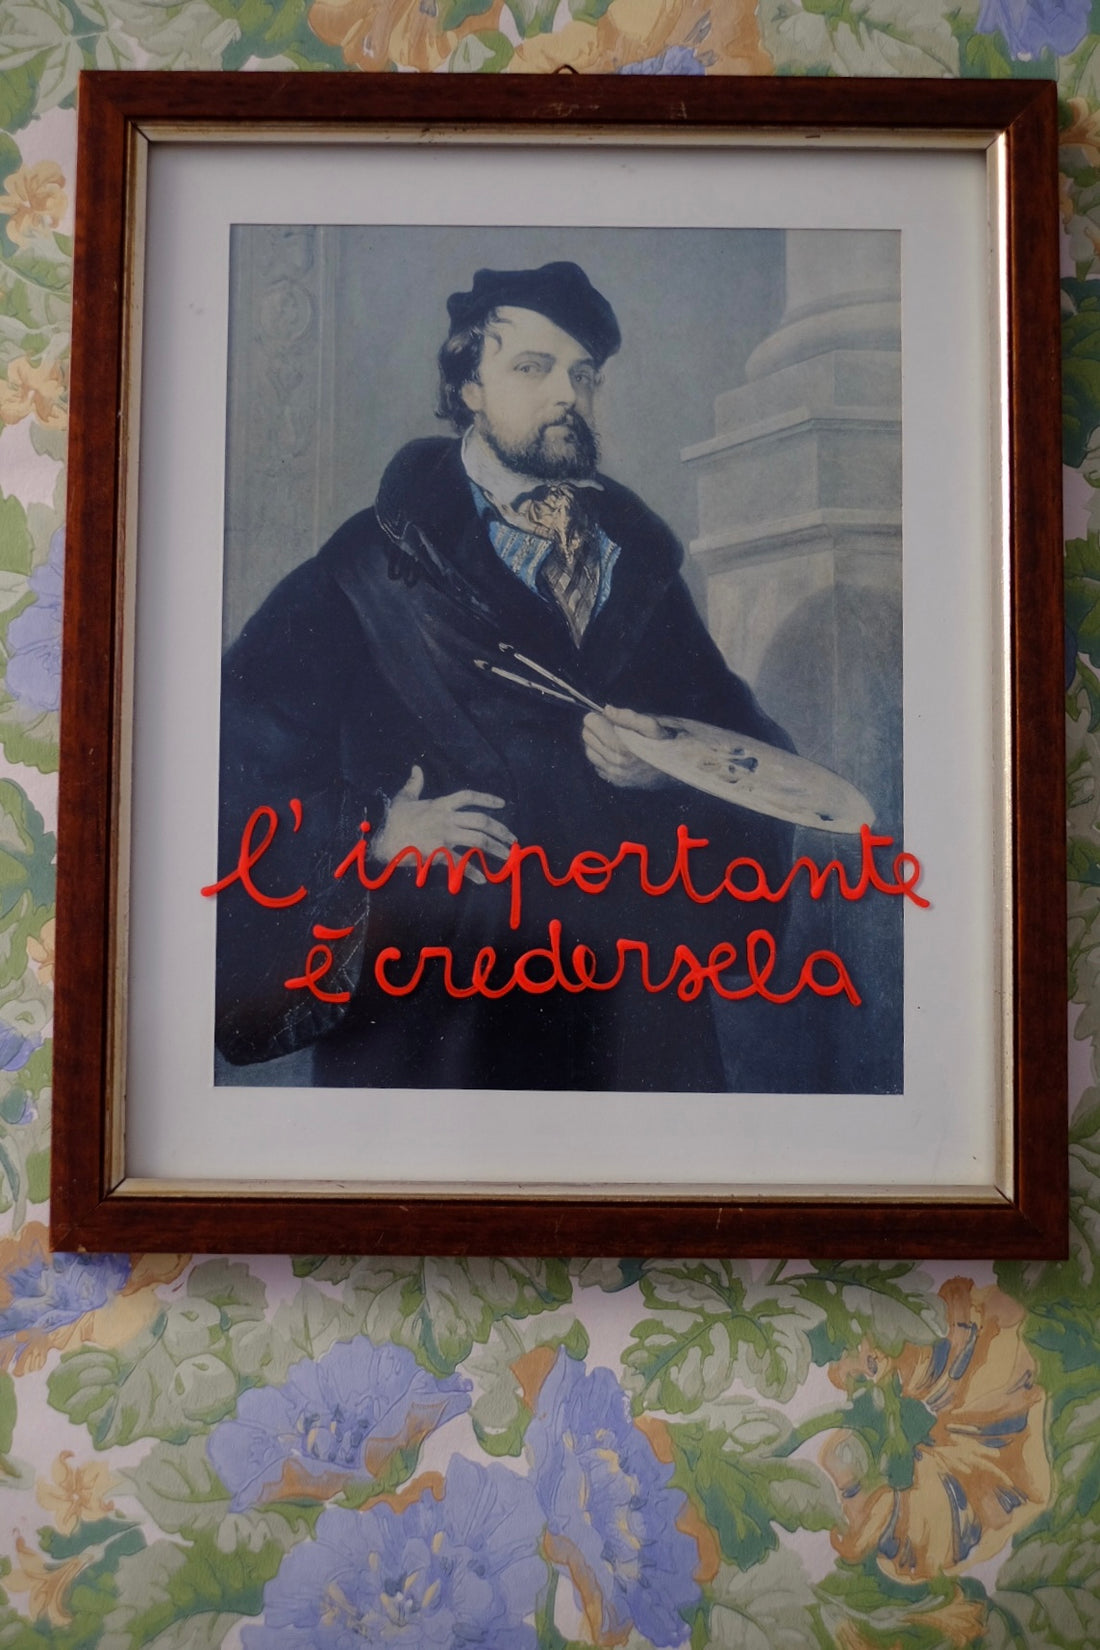 l'importante
è credersela